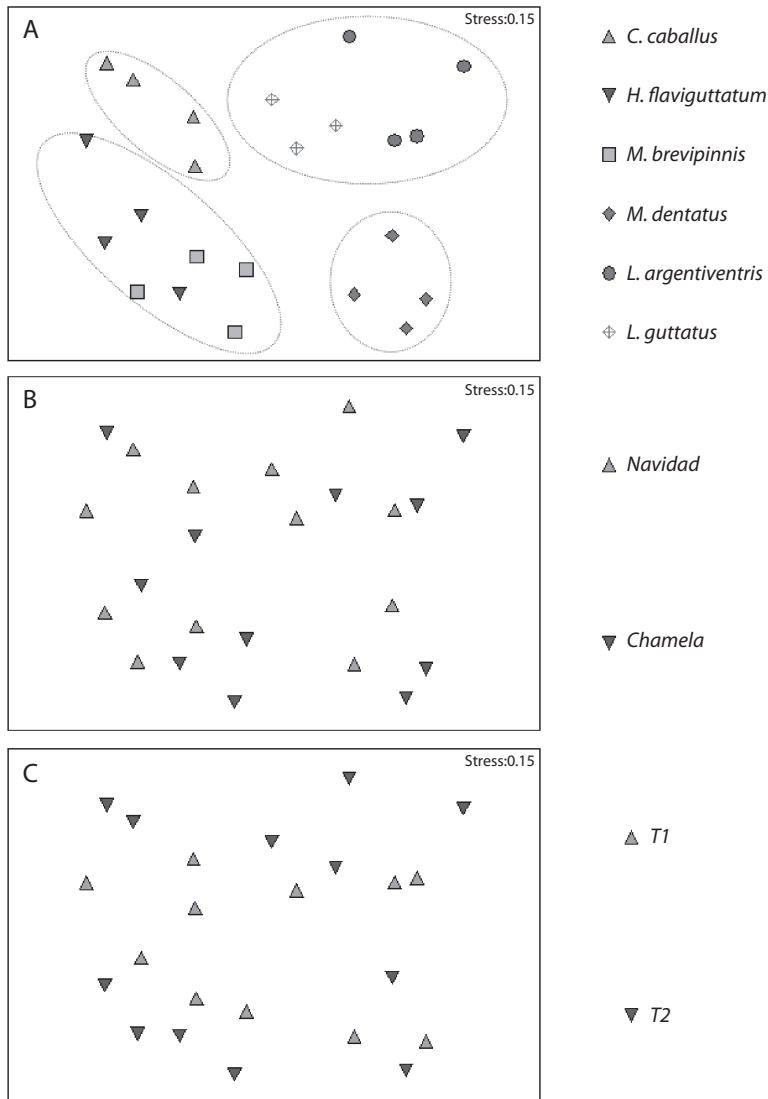 A
Stress:0.15
C. caballus
H. flaviguttatum
M. brevipinnis
M. dentatus
L. argentiventris
L. guttatus
B
Stress:0.15
Navidad
Chamela
C
Stress:0.15
T1
T2